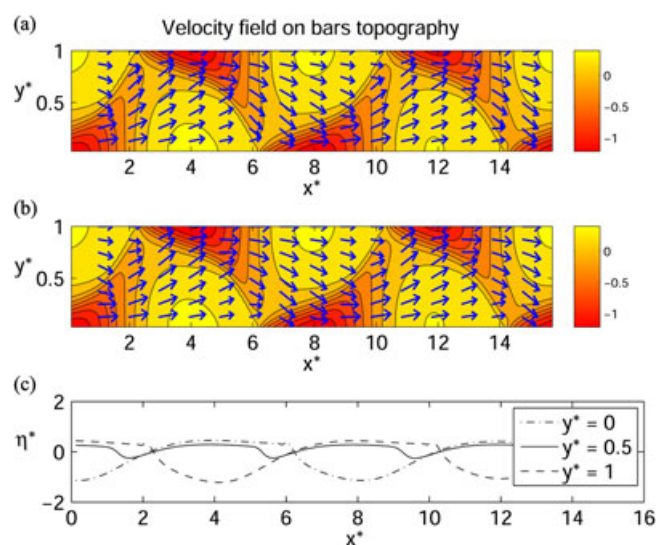 (a)
Velocity field on bars topography
1
y*
0.5
0
−0.5
−1
2 4 6 8 10 12 14
x*
(b)
1
y*
0.5
0
−0.5
−1
2 4 6 8 10 12 14
x*
(c)
2
η* 0
−2
y* = 0
y* = 0.5
y* = 1
0 2 4 6 8 10 12 14 16
x*